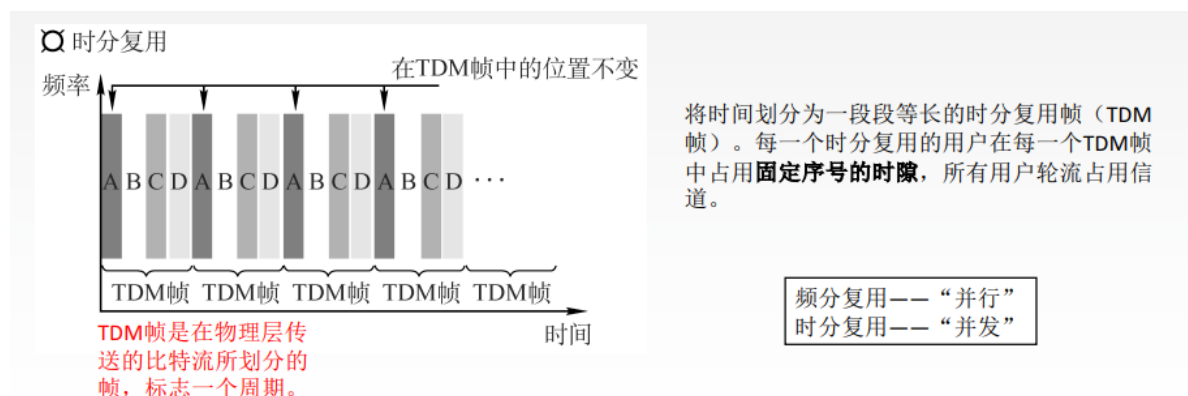 ¤ 时分复用
频率
在TDM帧中的位置不变
A B C D A B C D A B C D A B C D ···
TDM帧 TDM帧 TDM帧 TDM帧 TDM帧
时间
TDM帧是在物理层传
送的比特流所划分的
帧，标志一个周期。
将时间划分为一段段等长的时分复用帧（TDM
帧）。每一个时分复用的用户在每一个TDM帧
中占用固定序号的时隙，所有用户轮流占用信
道。
频分复用——“并行”
时分复用——“并发”